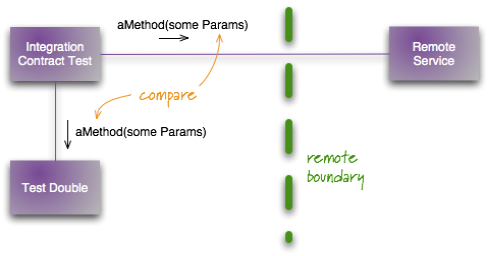 aMethod(some Params)
Integration
Contract Test
Remote
Service
compare
aMethod(some Params)
remote
boundary
Test Double